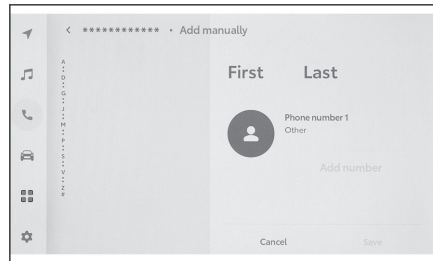 < ************ • Add manually
A
•
D
•
G
•
J
•
M
•
P
•
S
•
V
•
Z
#
First Last
Phone number 1
Other
Add number
Cancel Save